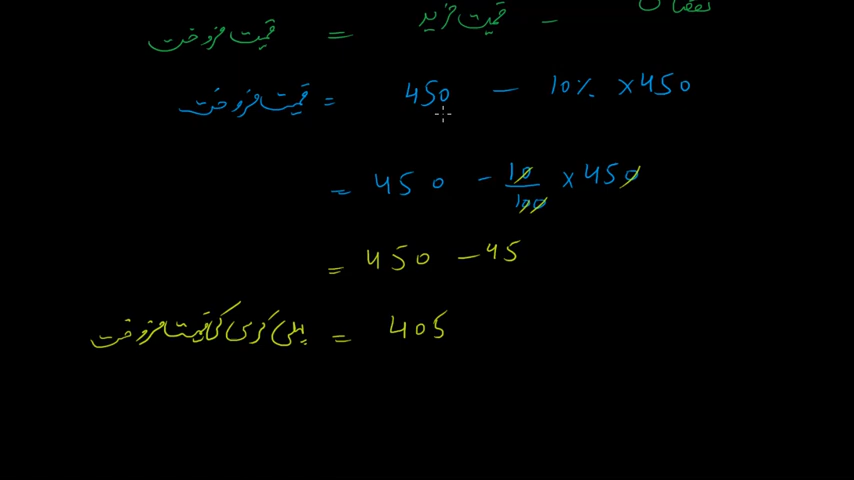 قیمت فروخت = قیمت خرید - نقصان
قیمت فروخت = 450 - 10% × 450
= 450 - 10/100 × 450
= 450 - 45
پہلی کرسی کی قیمت فروخت = 405